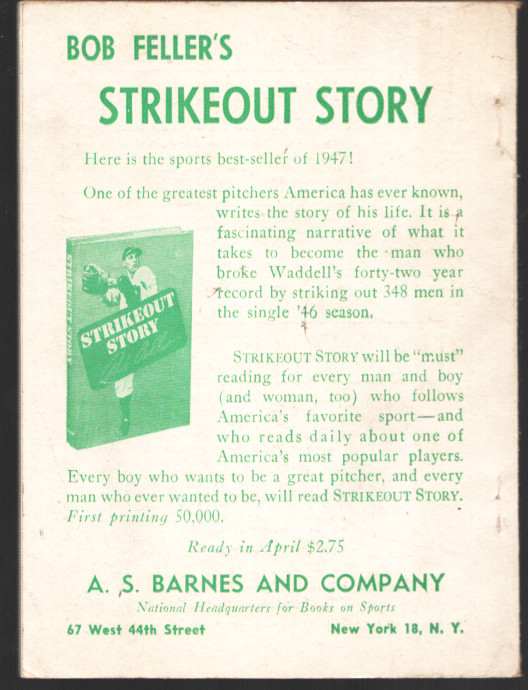 BOB FELLER'S
STRIKEOUT STORY
Here is the sports best-seller of 1947!
One of the greatest pitchers America has ever known,
writes the story of his life. It is a
fascinating narrative of what it
takes to become the man who
broke Waddell's forty-two year
record by striking out 348 men in
the single '46 season.
STRIKEOUT STORY
STRIKEOUT
STORY
Bob Feller
STRIKEOUT STORY will be "must"
reading for every man and boy
(and woman, too) who follows
America's favorite sport—and
who reads daily about one of
America's most popular players.
Every boy who wants to be a great pitcher, and every
man who ever wanted to be, will read STRIKEOUT STORY.
First printing 50,000.
Ready in April $2.75
A. S. BARNES AND COMPANY
National Headquarters for Books on Sports
67 West 44th Street New York 18, N. Y.